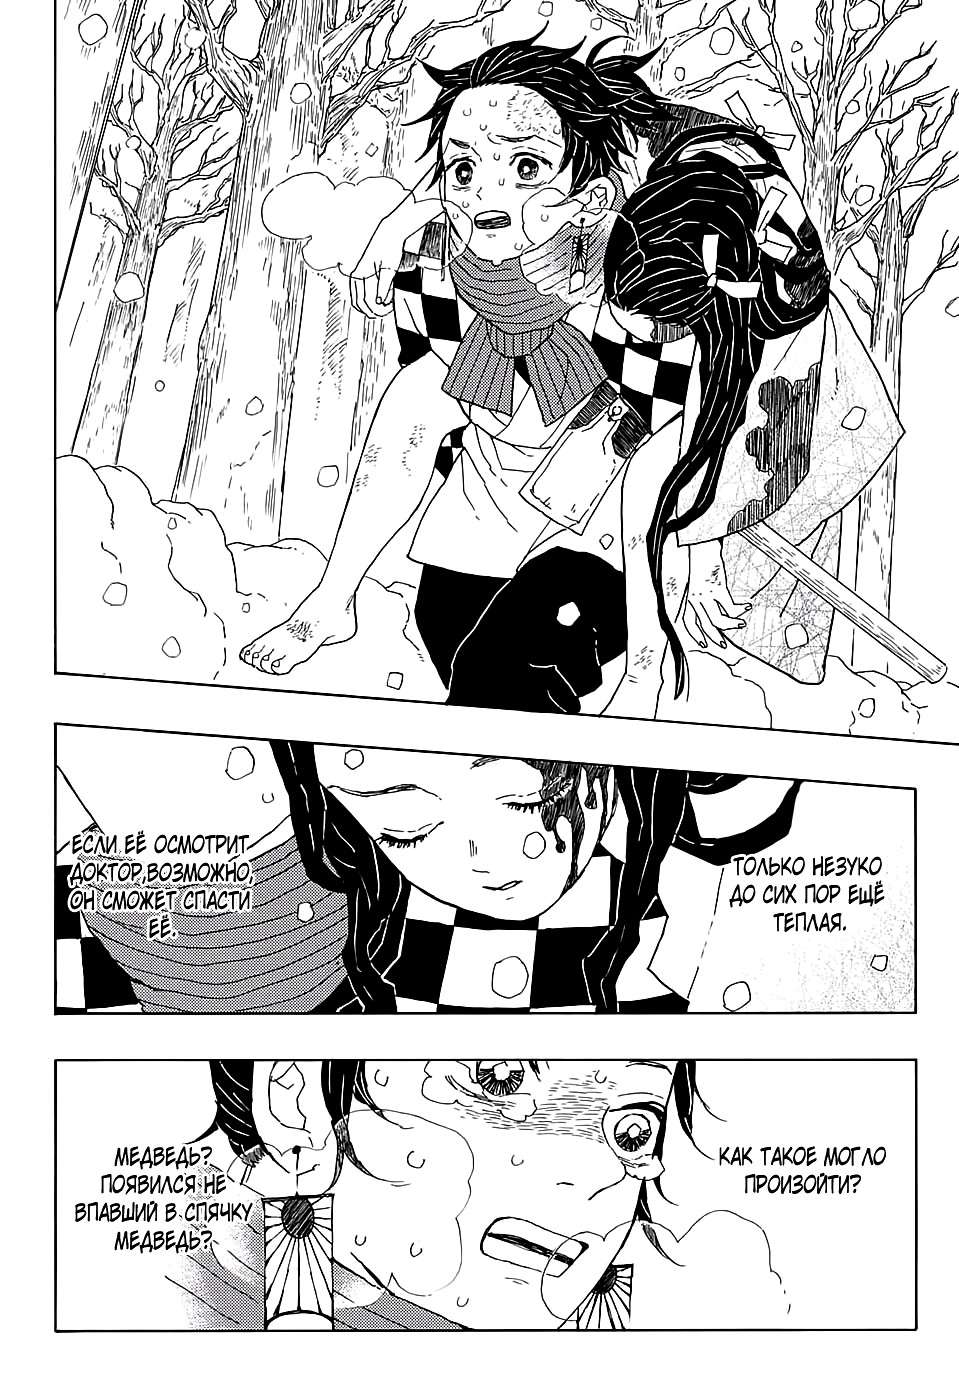 ТОЛЬКО НЕЗУКО
ДО СИХ ПОР ЕЩЁ
ТЕПЛАЯ.
ЕСЛИ ЕЁ ОСМОТРИТ
ДОКТОР,ВОЗМОЖНО,
ОН СМОЖЕТ СПАСТИ
ЕЁ.
КАК ТАКОЕ МОГЛО
ПРОИЗОЙТИ?
МЕДВЕДЬ?
ПОЯВИЛСЯ НЕ
ВПАВШИЙ В СПЯЧКУ
МЕДВЕДЬ?